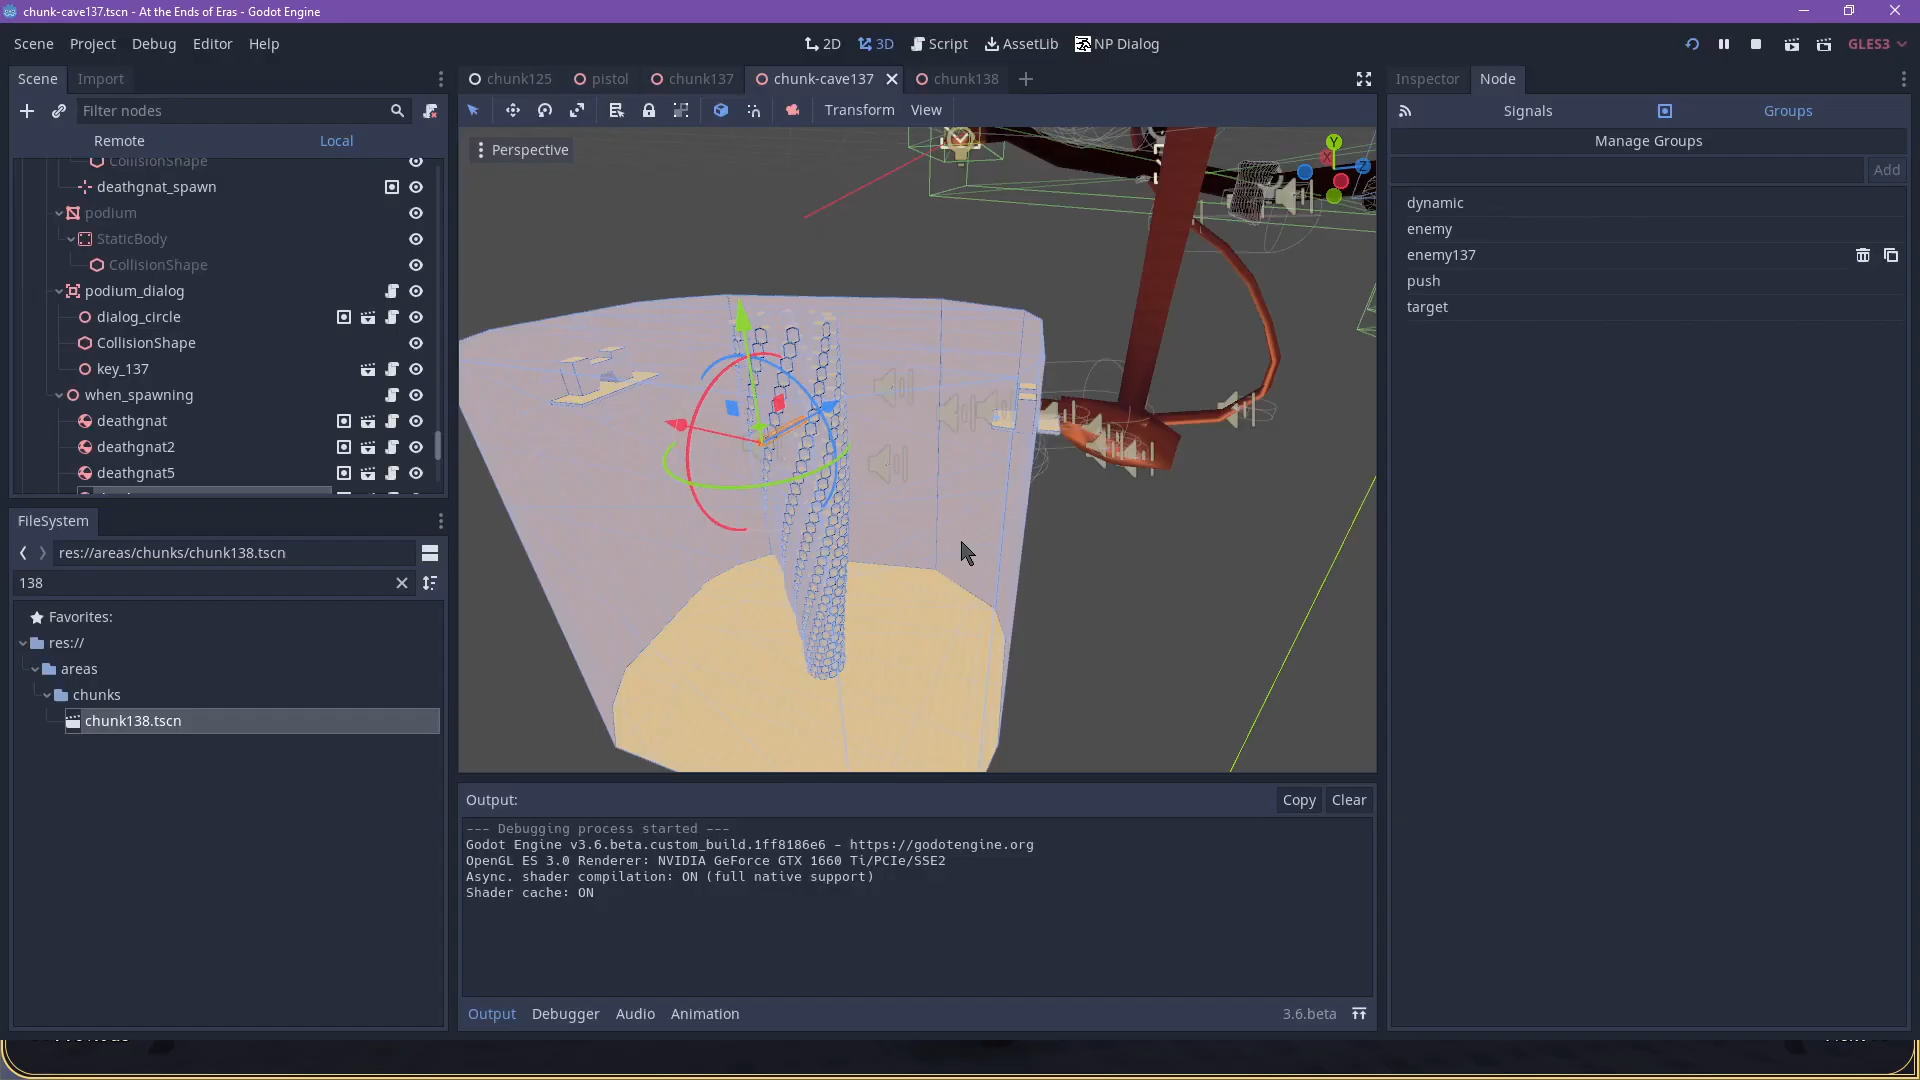 chunk-cave137.tscn - At the Ends of Eras - Godot Engine
Scene Project Debug Editor Help
2D 3D Script AssetLib NP Dialog
GLES3
Scene Import
chunk125 pistol chunk137 chunk-cave137 chunk138
Inspector Node
Filter nodes
Transform View
Signals Groups
Remote Local
Manage Groups
Perspective
Add
CollisionShape
deathgnat_spawn
podium
StaticBody
CollisionShape
podium_dialog
dialog_circle
CollisionShape
key_137
when_spawning
deathgnat
deathgnat2
deathgnat5
dynamic
enemy
enemy137
push
target
Y
X
Z
FileSystem
res://areas/chunks/chunk138.tscn
138
Favorites:
res://
areas
chunks
chunk138.tscn
Output:
Copy Clear
--- Debugging process started ---
Godot Engine v3.6.beta.custom_build.1ff8186e6 - https://godotengine.org
OpenGL ES 3.0 Renderer: NVIDIA GeForce GTX 1660 Ti/PCIe/SSE2
Async. shader compilation: ON (full native support)
Shader cache: ON
Output Debugger Audio Animation
3.6.beta